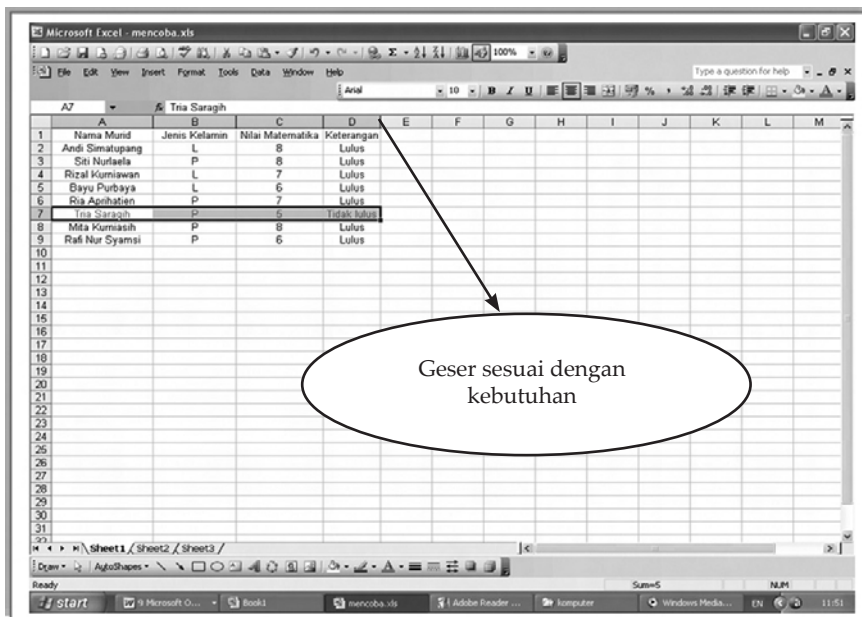 Microsoft Excel - mencoba.xls
100%
File Edit View Insert Format Tools Data Window Help
Type a question for help
Arial 10 B I U
A7 fx Tria Saragih
A B C D E F G H I J K L M
1 Nama Murid Jenis Kelamin Nilai Matematika Keterangan
2 Andi Simatupang L 8 Lulus
3 Siti Nurlaela P 8 Lulus
4 Rizal Kurniawan L 7 Lulus
5 Bayu Purbaya L 6 Lulus
6 Ria Aprihatien P 7 Lulus
7 Tria Saragih P 5 Tidak lulus
8 Mita Kurniasih P 8 Lulus
9 Rafi Nur Syamsi P 6 Lulus
10
11
12
13
14
15
16
17
18
19
20
21
22
23
24
25
26
27
28
29
30
31
32
Geser sesuai dengan
kebutuhan
Sheet1 / Sheet2 / Sheet3 /
Draw AutoShapes
Ready Sum=5 NUM
start 9 Microsoft O... Book1 mencoba.xls Adobe Reader ... komputer Windows Media... EN 11:51